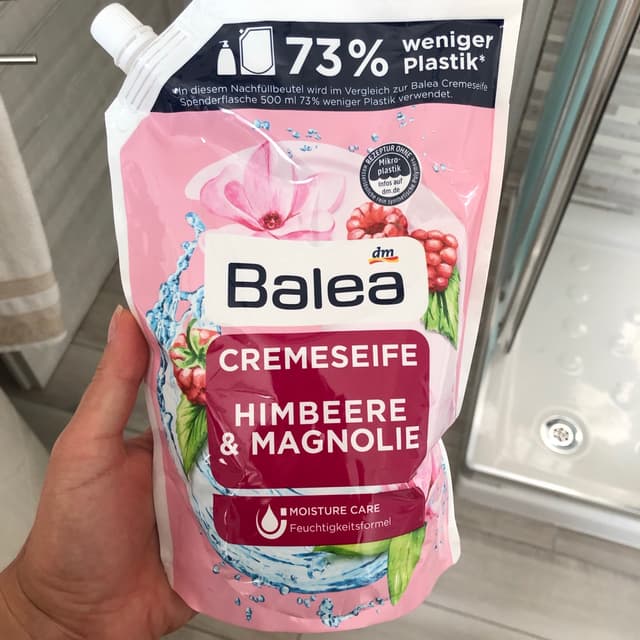 73% weniger
Plastik*
*In diesem Nachfüllbeutel wird im Vergleich zur Balea Cremeseife
Spenderflasche 500 ml 73% weniger Plastik verwendet.
REZEPTUR OHNE
Mikro-
plastik
Infos auf
dm.de
dm
Balea
CREMESEIFE
HIMBEERE
& MAGNOLIE
MOISTURE CARE
Feuchtigkeitsformel